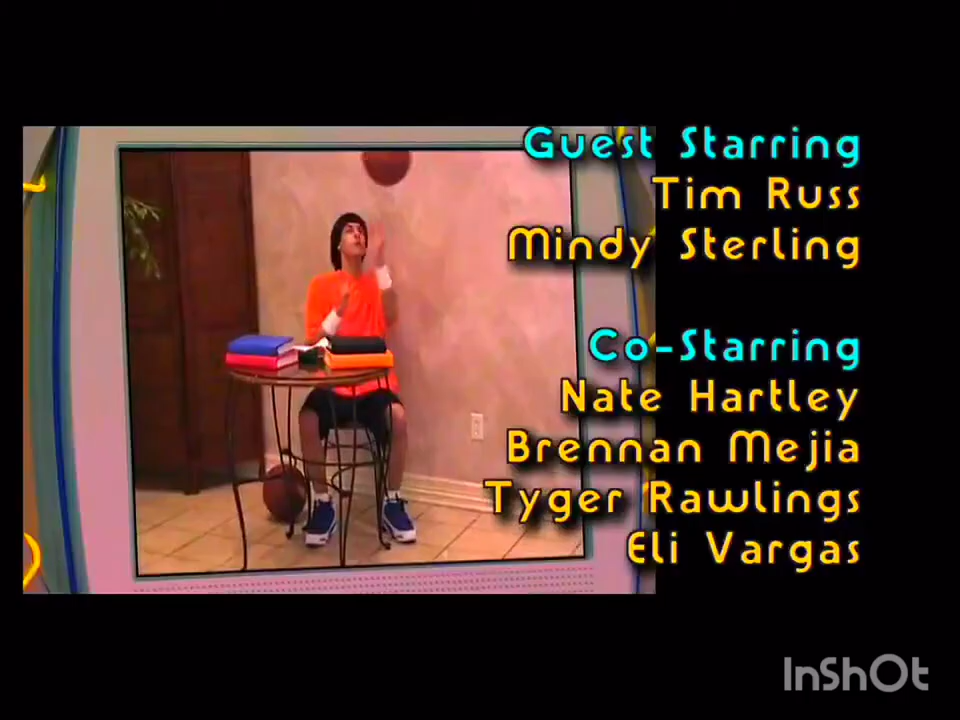 Guest Starring
Tim Russ
Mindy Sterling
Co-Starring
Nate Hartley
Brennan Mejia
Tyger Rawlings
Eli Vargas
InShOt